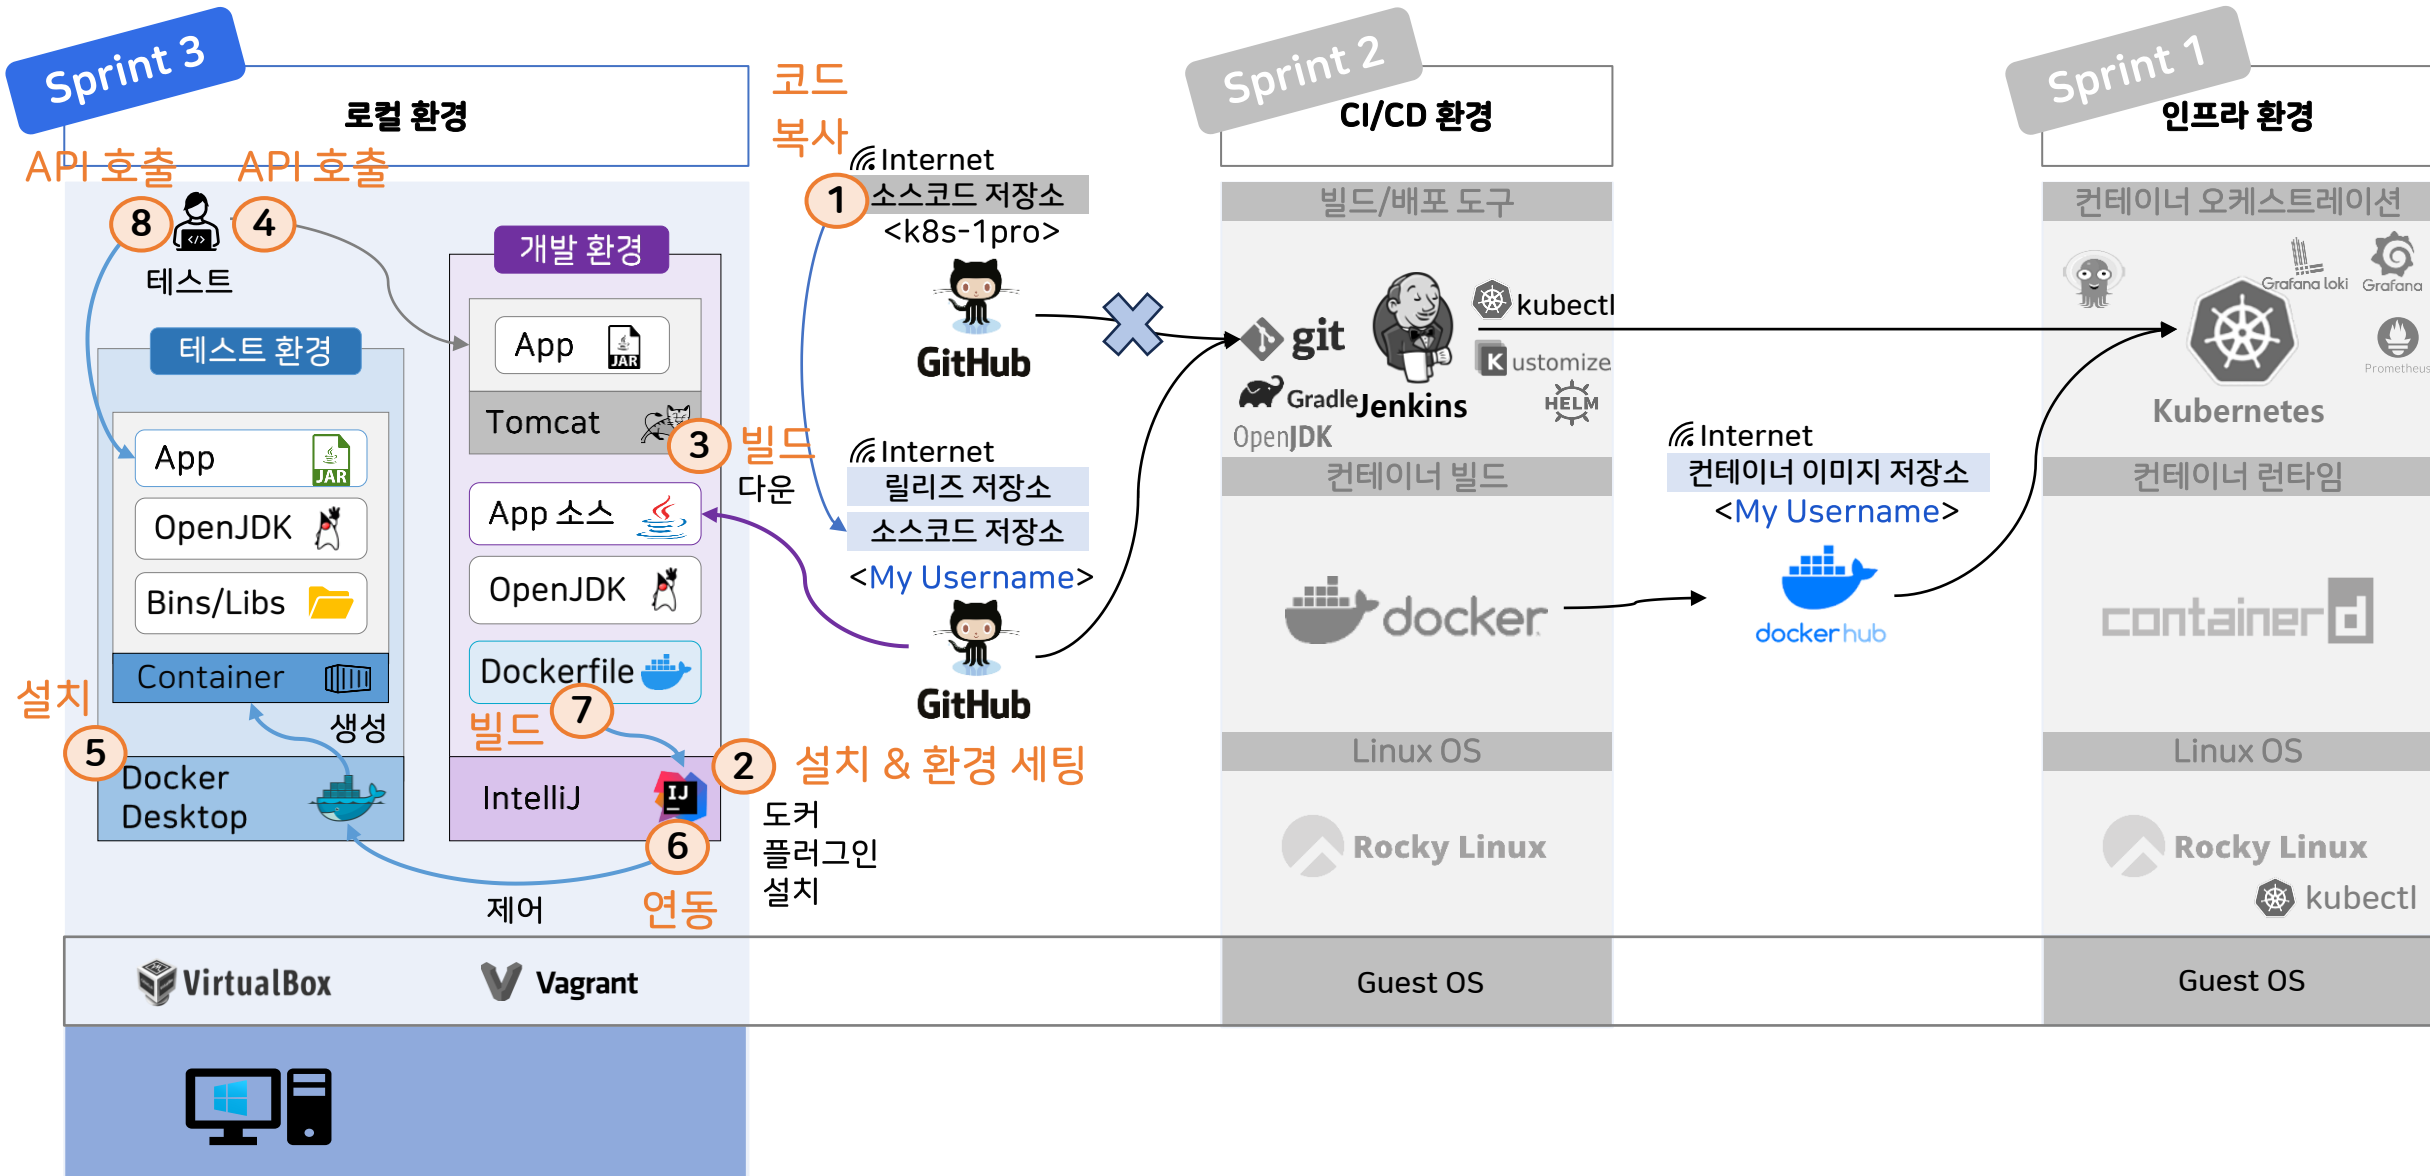 Sprint 3
로컬 환경
API 호출
API 호출
8
4
테스트
테스트 환경
App
JAR
OpenJDK
Bins/Libs
Container
설치
생성
5
Docker
Desktop
개발 환경
App
JAR
Tomcat
3
빌드
다운
App 소스
OpenJDK
Dockerfile
7
빌드
IntelliJ
IJ
2
설치 & 환경 세팅
도커
플러그인
설치
6
연동
제어
코드
복사
Internet
1
소스코드 저장소
<k8s-1pro>
GitHub
Internet
릴리즈 저장소
소스코드 저장소
<My Username>
GitHub
Sprint 2
CI/CD 환경
빌드/배포 도구
git
Gradle
OpenJDK
Jenkins
kubectl
K
ustomize
HELM
컨테이너 빌드
docker
Linux OS
Rocky Linux
Guest OS
Internet
컨테이너 이미지 저장소
<My Username>
dockerhub
Sprint 1
인프라 환경
컨테이너 오케스트레이션
Grafana loki
Grafana
Prometheus
Kubernetes
컨테이너 런타임
containerd
Linux OS
Rocky Linux
kubectl
Guest OS
VirtualBox
Vagrant